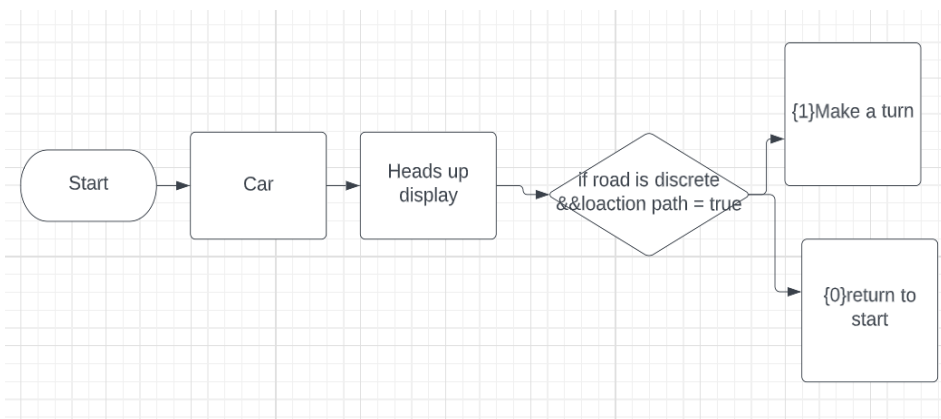 Start
Car
Heads up
display
if road is discrete
&&loaction path = true
{1}Make a turn
{0}return to
start